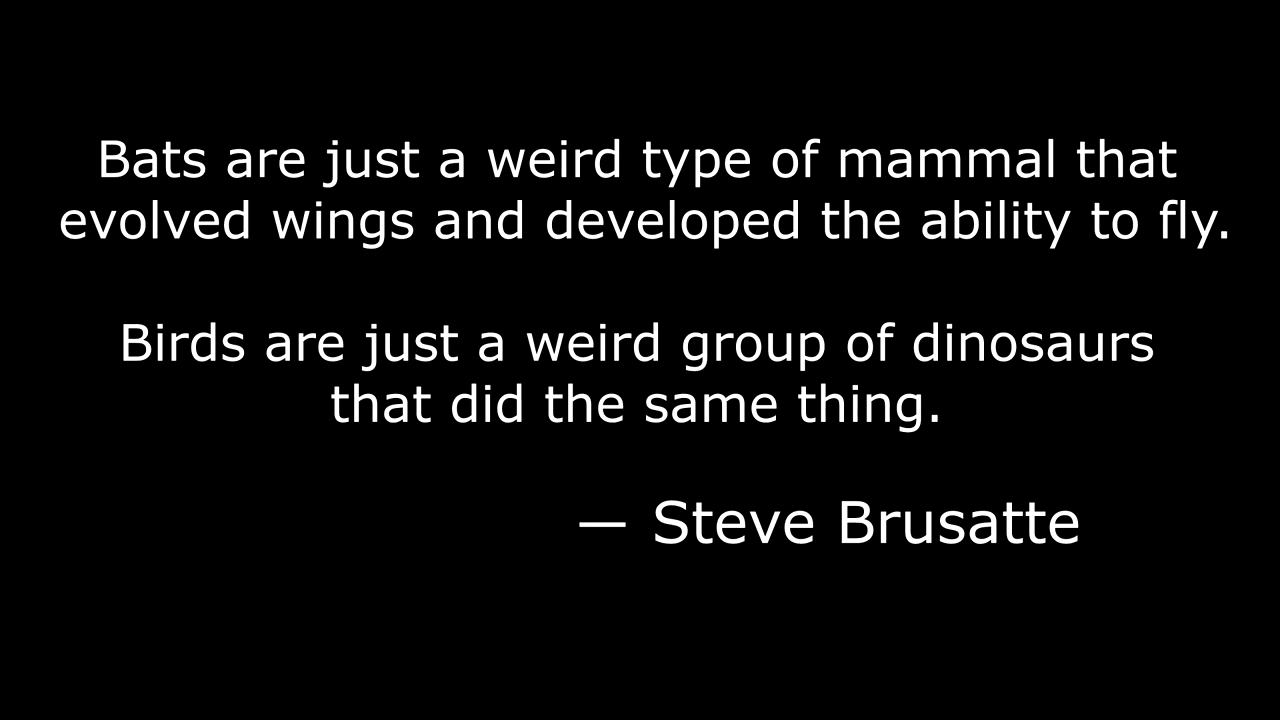 Bats are just a weird type of mammal that
evolved wings and developed the ability to fly.
Birds are just a weird group of dinosaurs
that did the same thing.
— Steve Brusatte